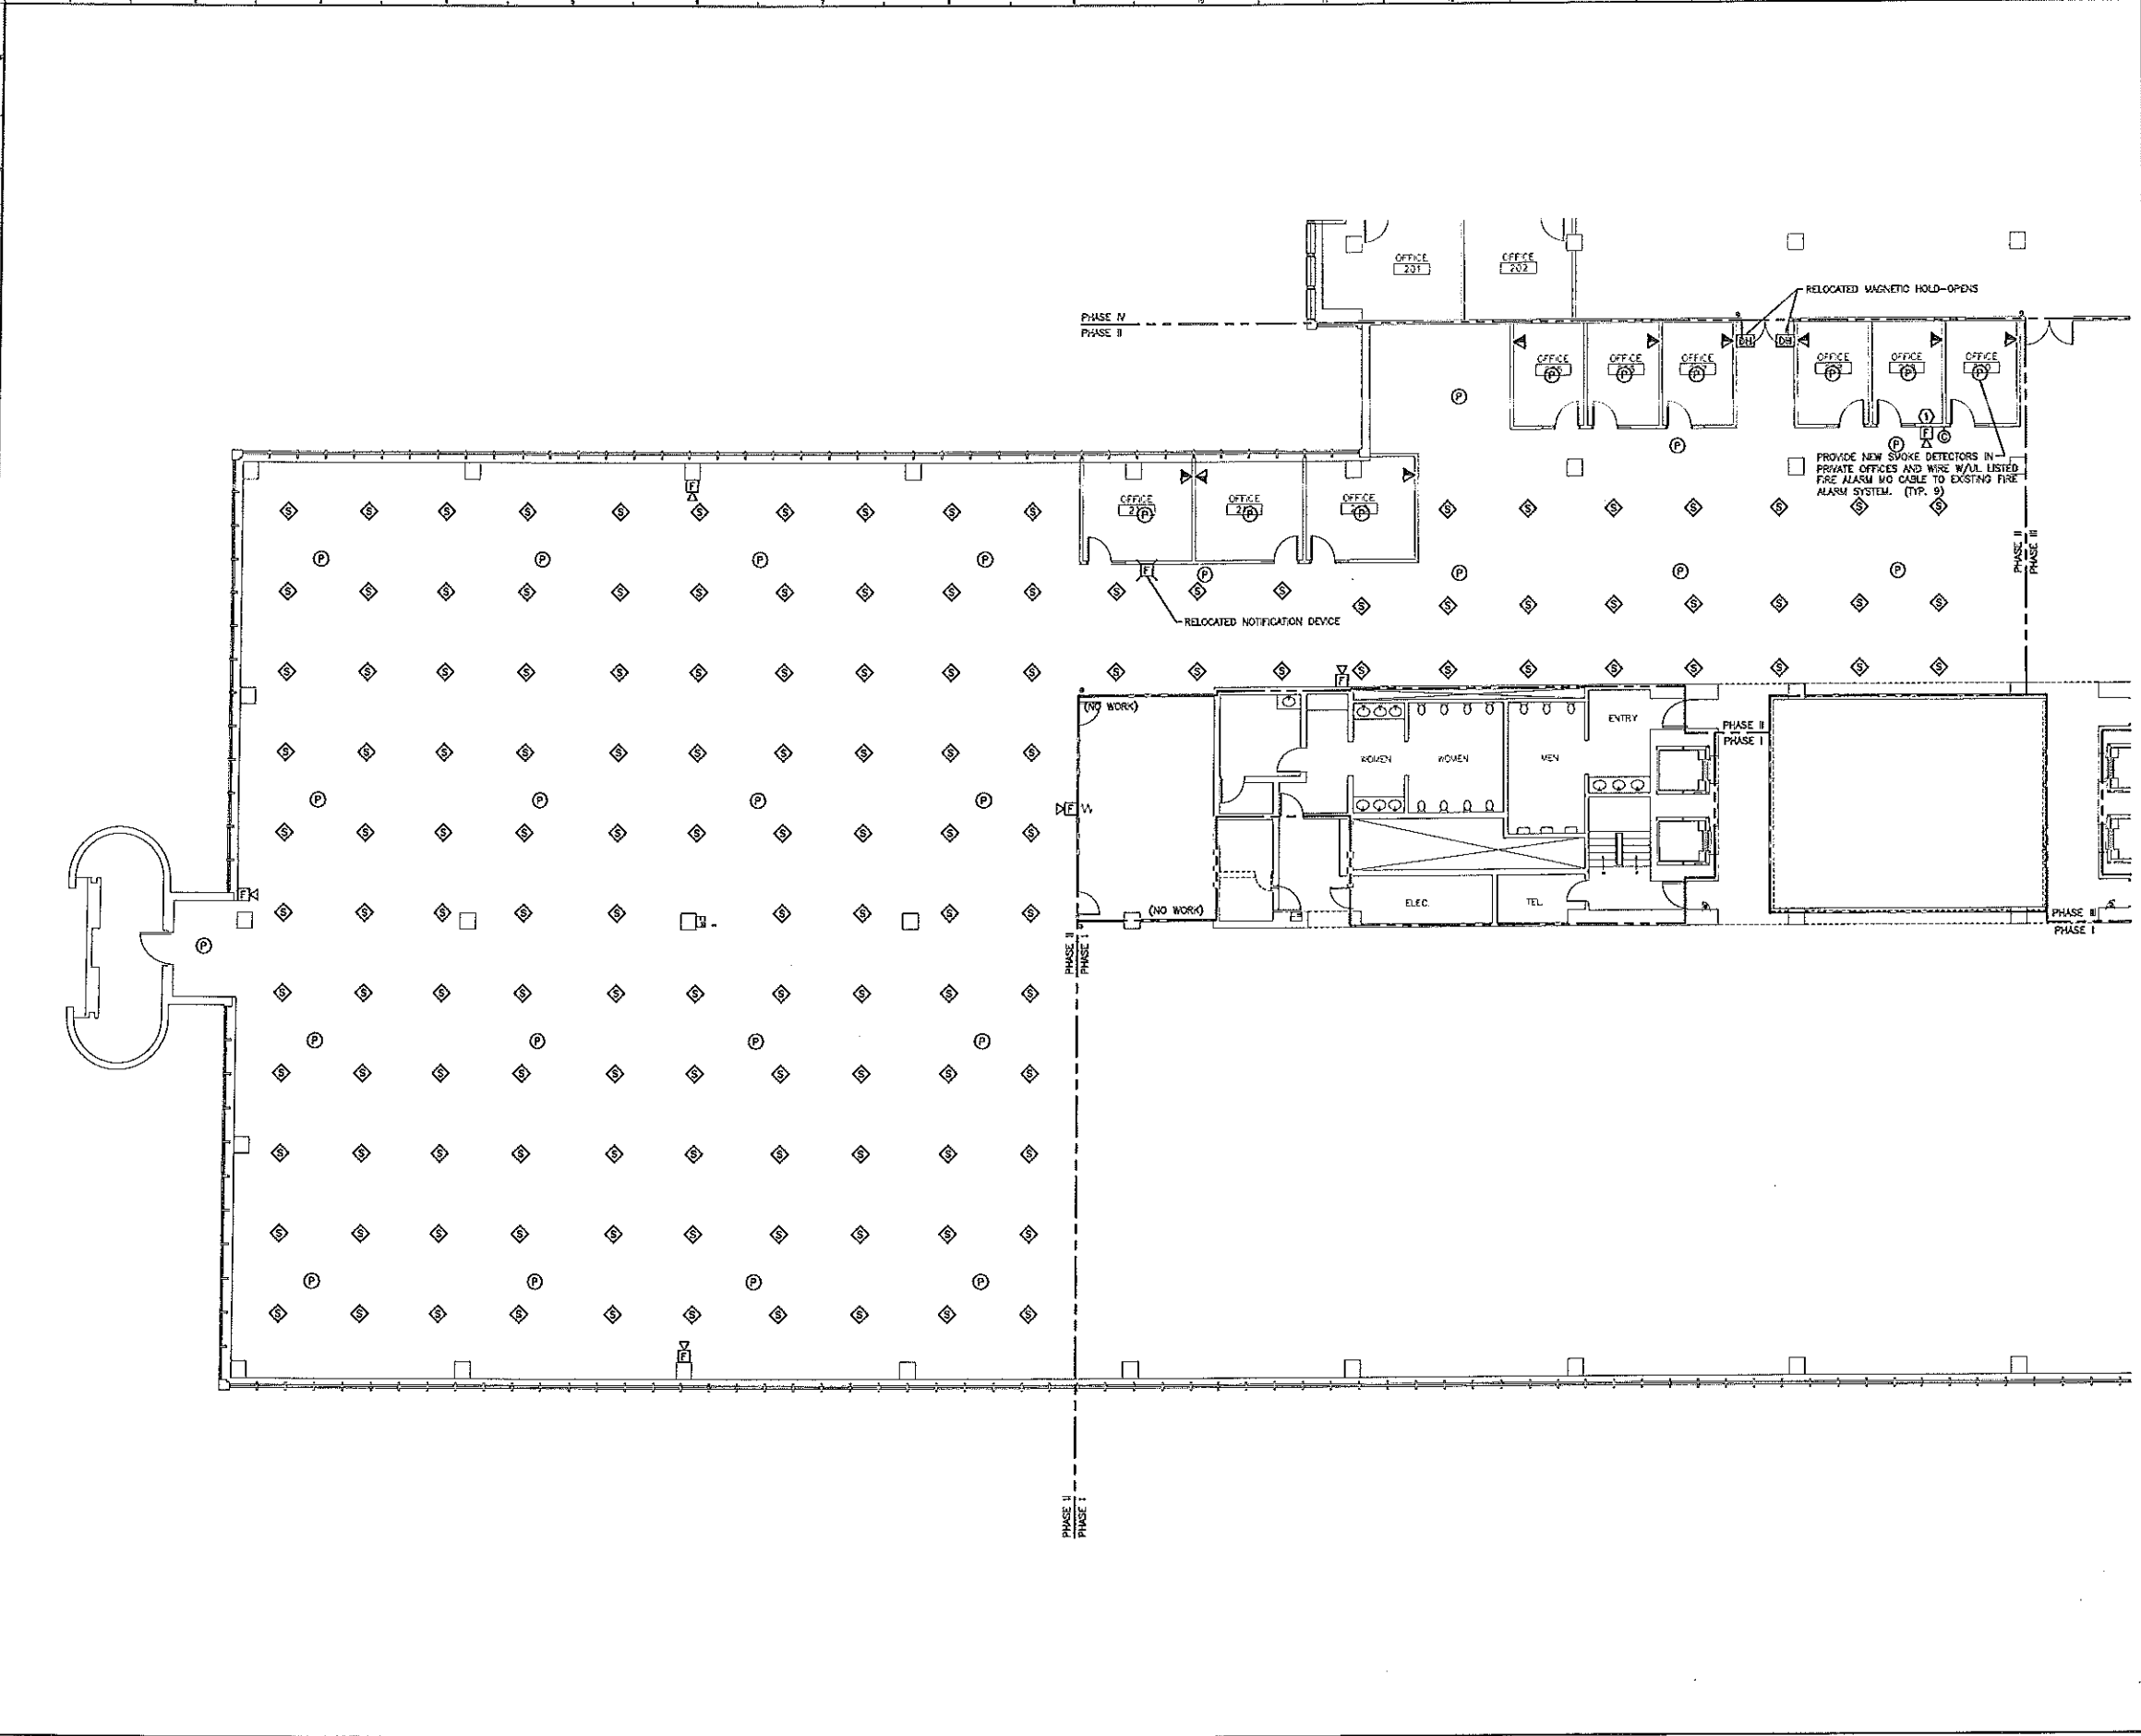 OFFICE
201
OFFICE
202
RELOCATED MAGNETIC HOLD-OPENS
PHASE IV
PHASE II
DH
DH
OFFICE
OFFICE
OFFICE
OFFICE
OFFICE
OFFICE
PROVIDE NEW SMOKE DETECTORS IN
PRIVATE OFFICES AND WIRE W/UL LISTED
FIRE ALARM MC CABLE TO EXISTING FIRE
ALARM SYSTEM. (TYP. 9)
OFFICE
OFFICE
OFFICE
PHASE II
PHASE III
RELOCATED NOTIFICATION DEVICE
(NO WORK)
ENTRY
PHASE II
PHASE I
WOMEN
WOMEN
MEN
ELEC.
TEL.
(NO WORK)
PHASE III
PHASE I
PHASE II
PHASE I
PHASE II
PHASE I